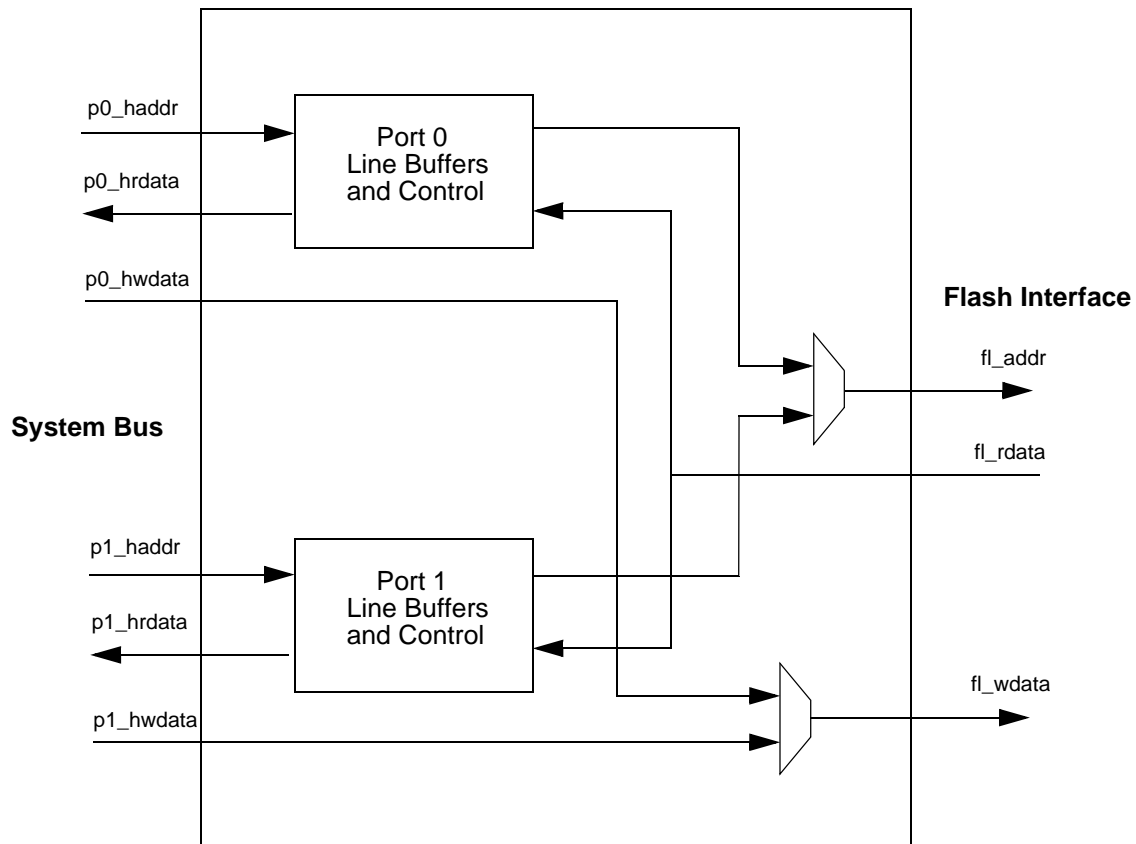 p0_haddr
Port 0
Line Buffers
and Control
p0_hrdata
p0_hwdata
Flash Interface
fl_addr
System Bus
fl_rdata
p1_haddr
Port 1
Line Buffers
and Control
p1_hrdata
fl_wdata
p1_hwdata